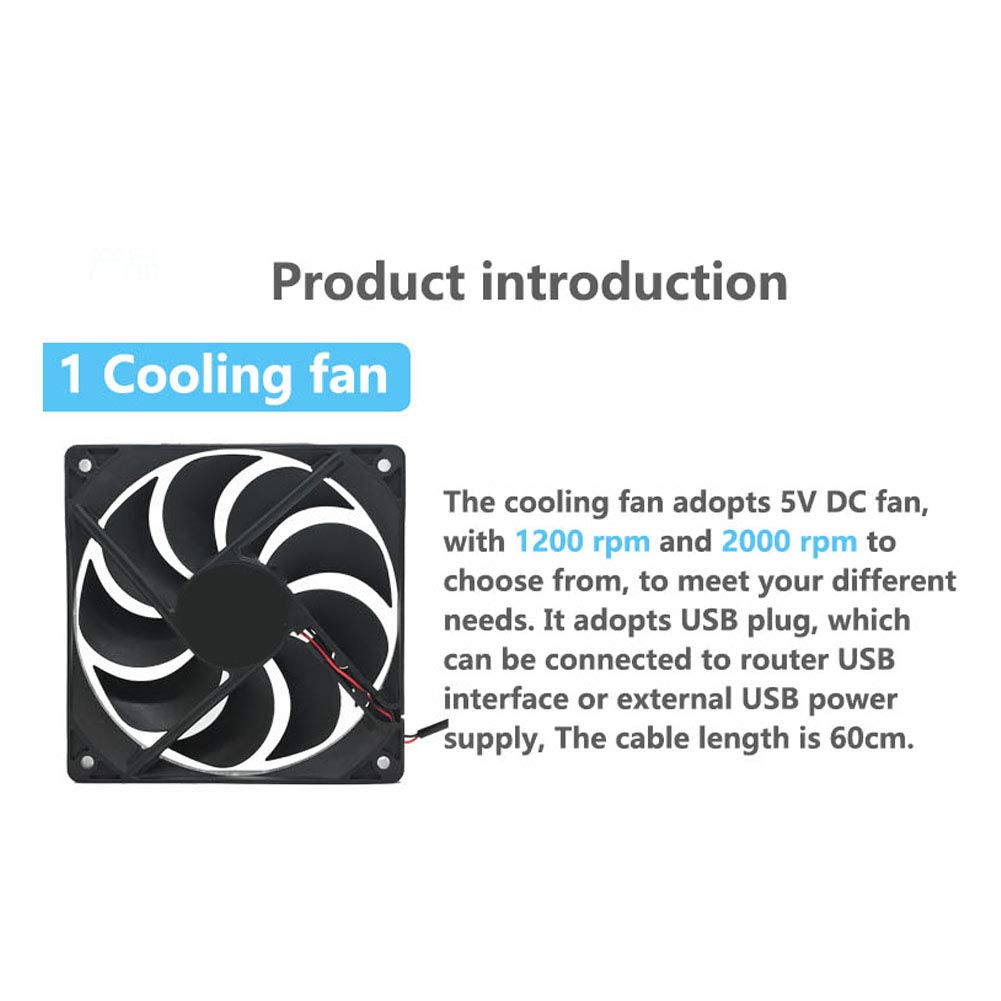 Product introduction
1 Cooling fan
The cooling fan adopts 5V DC fan,
with 1200 rpm and 2000 rpm to
choose from, to meet your different
needs. It adopts USB plug, which
can be connected to router USB
interface or external USB power
supply, The cable length is 60cm.